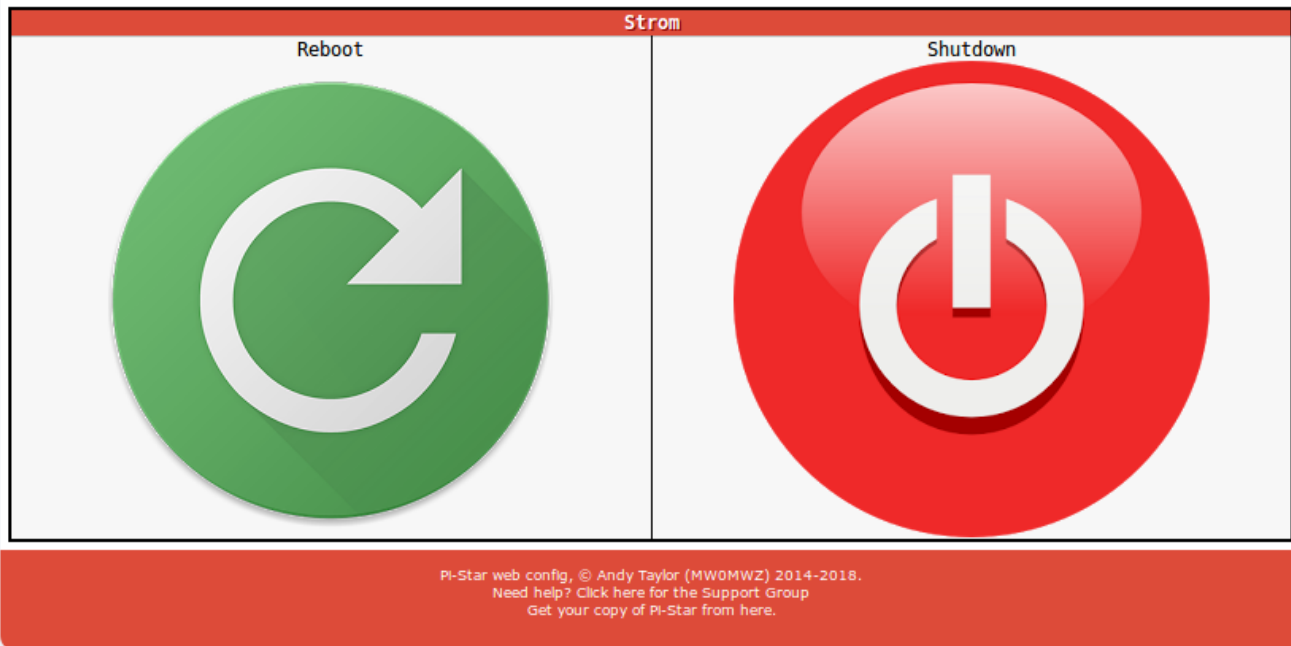 Strom
Reboot
Shutdown
Pi-Star web config, © Andy Taylor (MW0MWZ) 2014-2018.
Need help? Click here for the Support Group
Get your copy of Pi-Star from here.